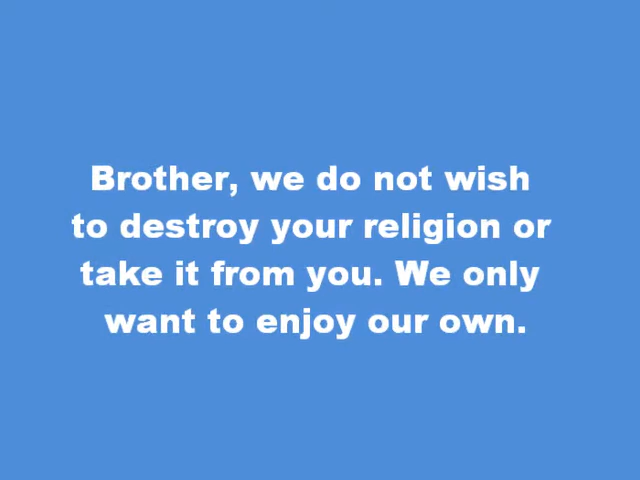 Brother, we do not wish
to destroy your religion or
take it from you. We only
want to enjoy our own.